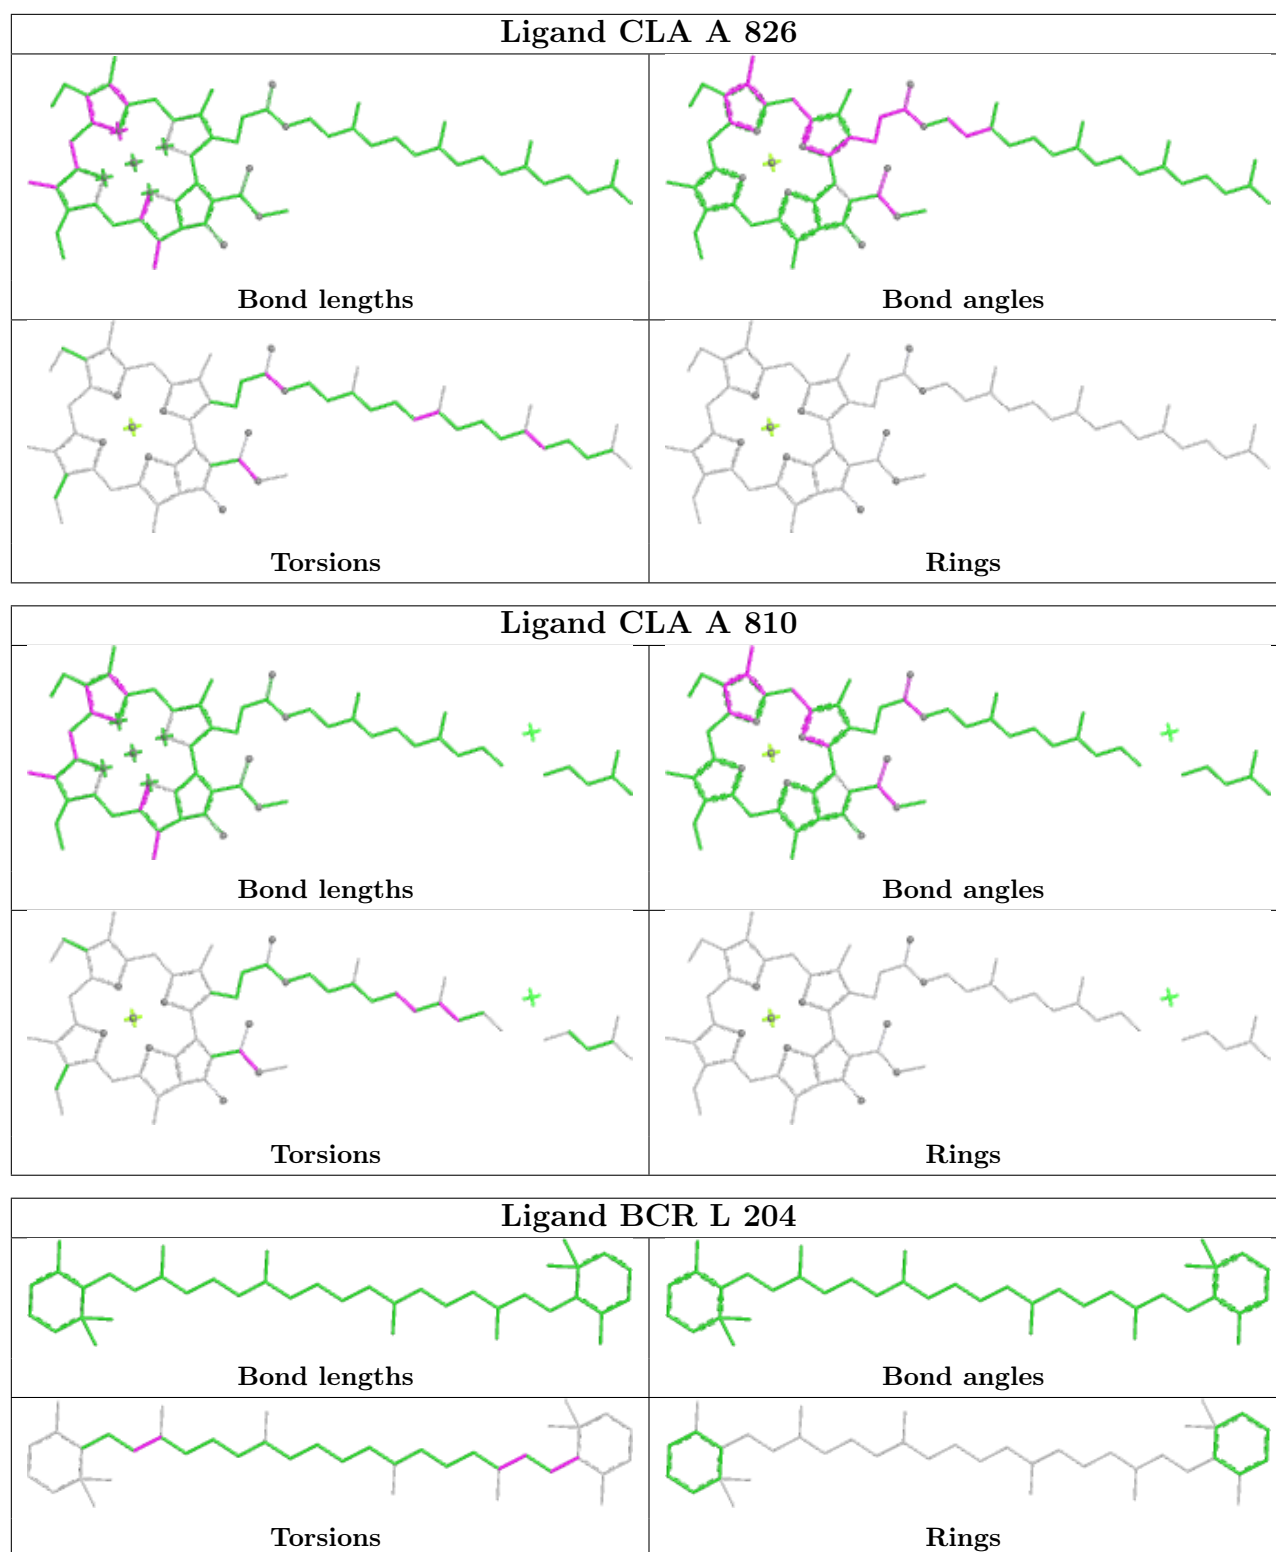 Ligand CLA A 826
Bond lengths
Bond angles
Torsions
Rings
Ligand CLA A 810
Bond lengths
Bond angles
Torsions
Rings
Ligand BCR L 204
Bond lengths
Bond angles
Torsions
Rings